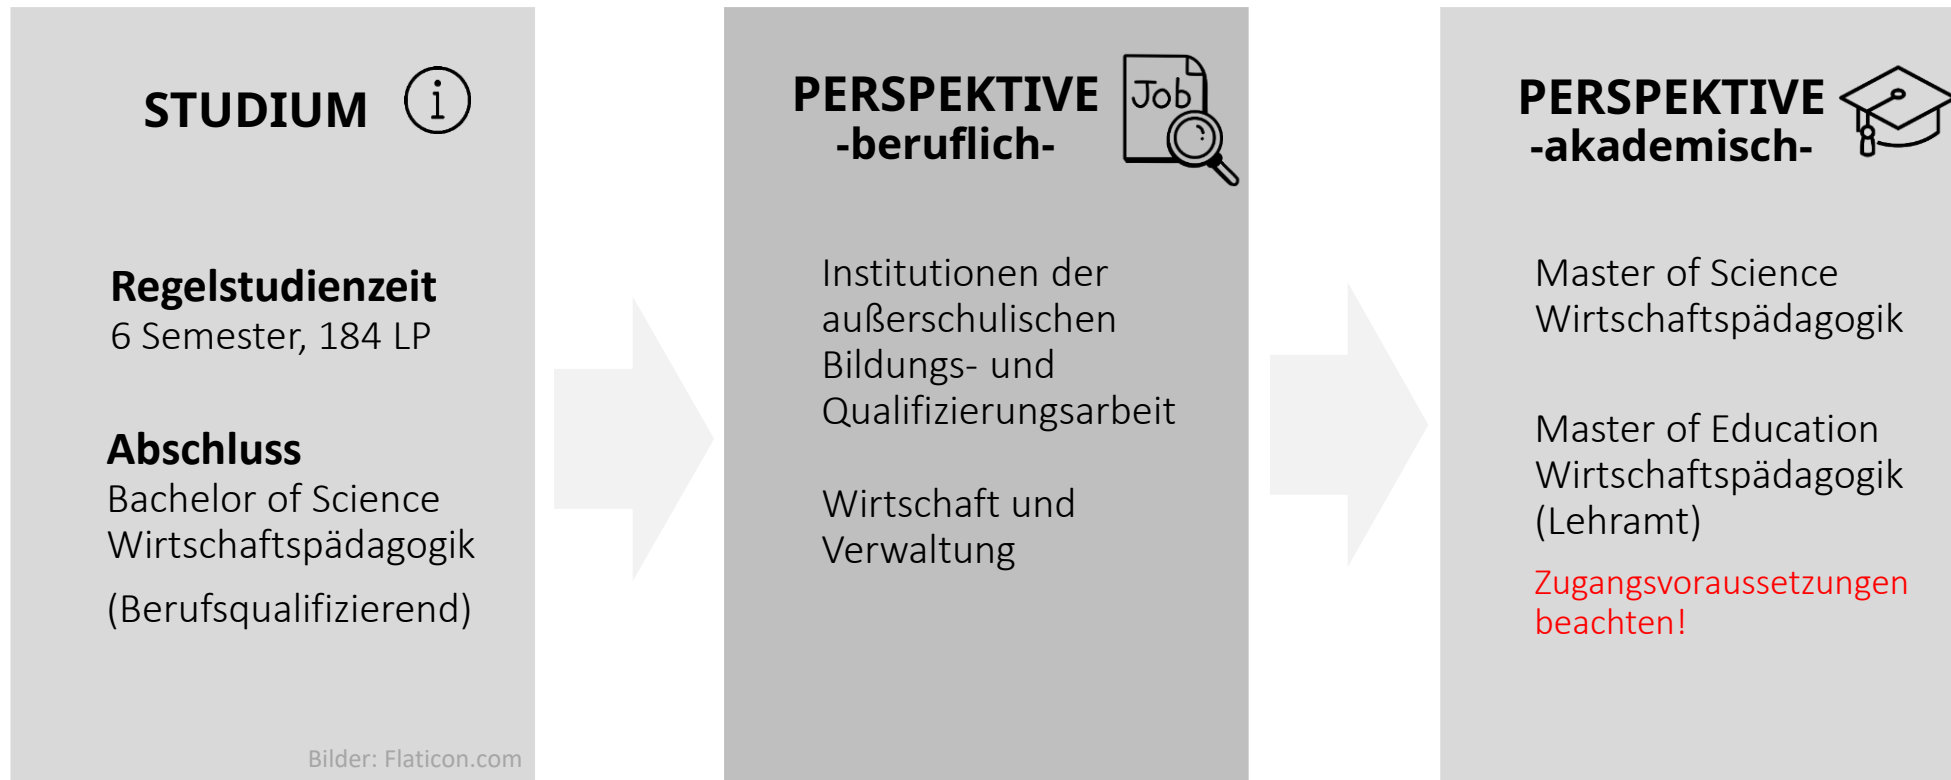 STUDIUM
i
Regelstudienzeit
6 Semester, 184 LP
Abschluss
Bachelor of Science
Wirtschaftspädagogik
(Berufsqualifizierend)
Bilder: Flaticon.com
PERSPEKTIVE
-beruflich-
Job
Institutionen der
außerschulischen
Bildungs- und
Qualifizierungsarbeit
Wirtschaft und
Verwaltung
PERSPEKTIVE
-akademisch-
Master of Science
Wirtschaftspädagogik
Master of Education
Wirtschaftspädagogik
(Lehramt)
Zugangsvoraussetzungen
beachten!